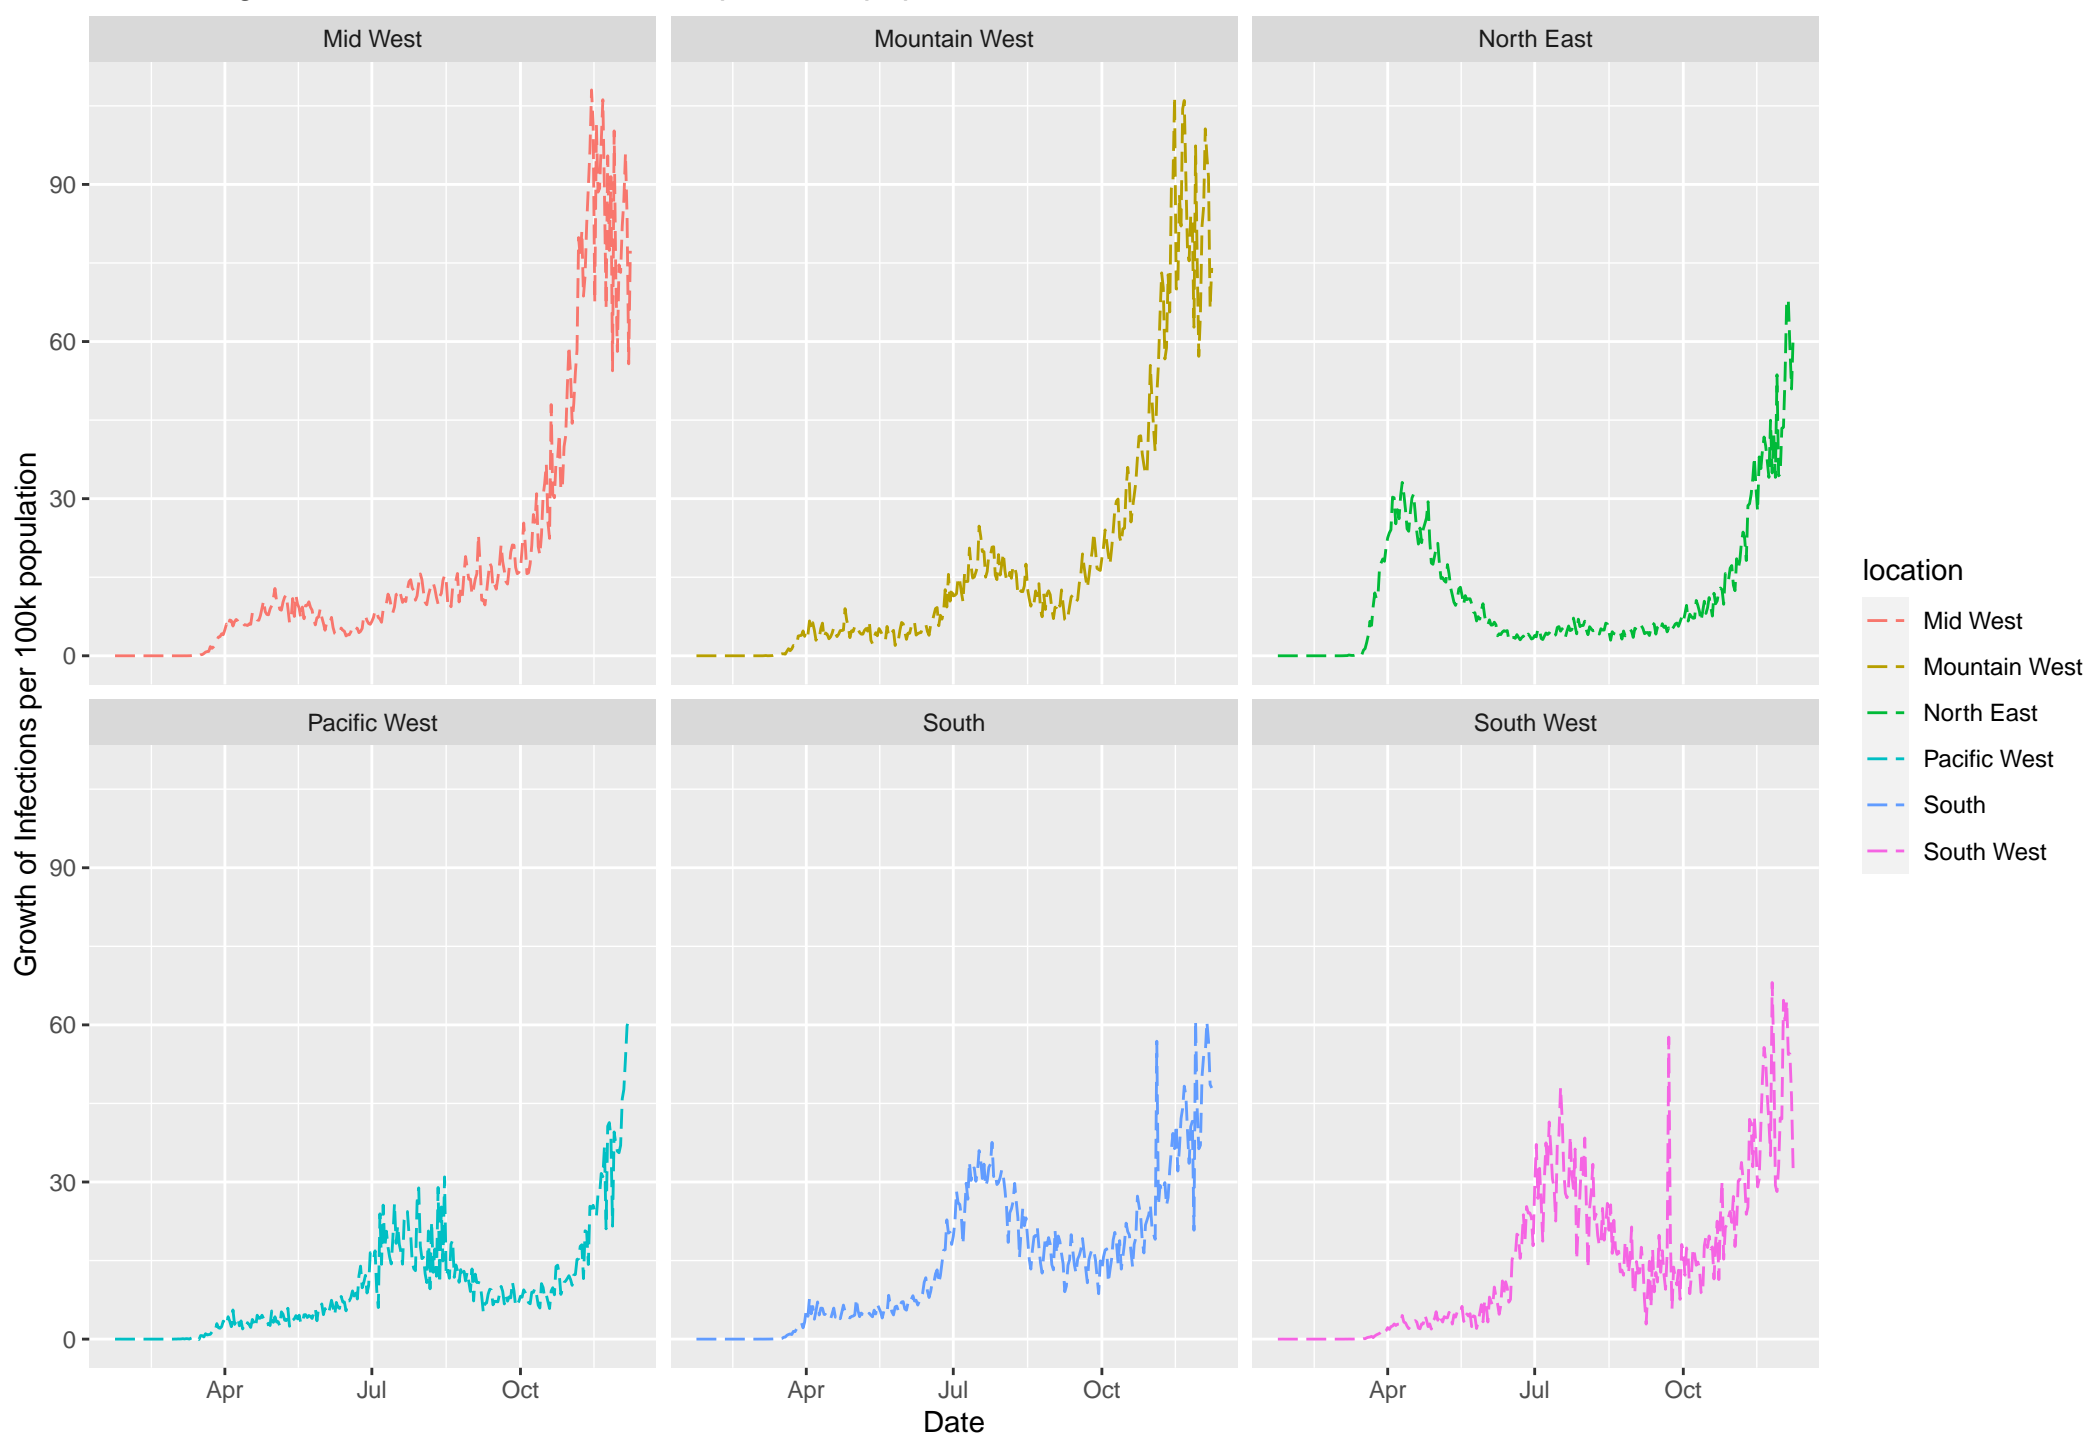 Mid West
Mountain West
North East
90
60
30
0
Pacific West
South
South West
90
60
30
0
Apr
Jul
Oct
Apr
Jul
Oct
Apr
Jul
Oct
Date
Growth of Infections per 100k population
location
Mid West
Mountain West
North East
Pacific West
South
South West